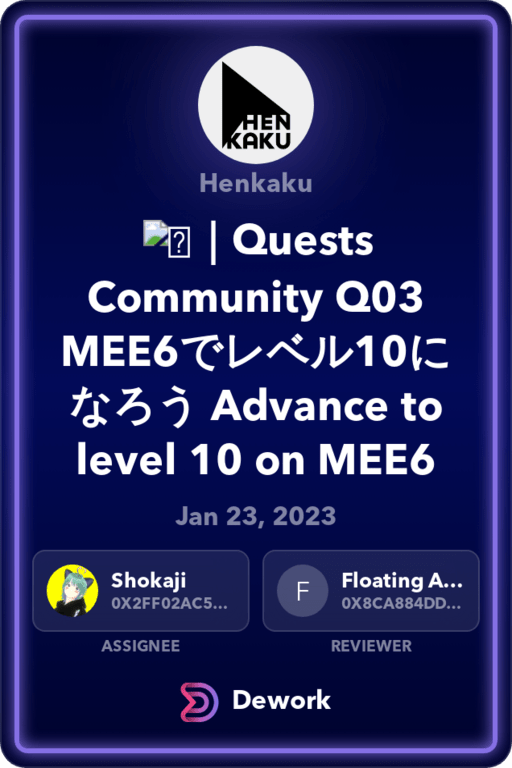 HEN
KAKU
Henkaku
| Quests
Community Q03
MEE6でレベル10に
なろう Advance to
level 10 on MEE6
Jan 23, 2023
Shokaji
0X2FF02AC5...
ASSIGNEE
F
Floating A...
0X8CA884DD...
REVIEWER
Dework